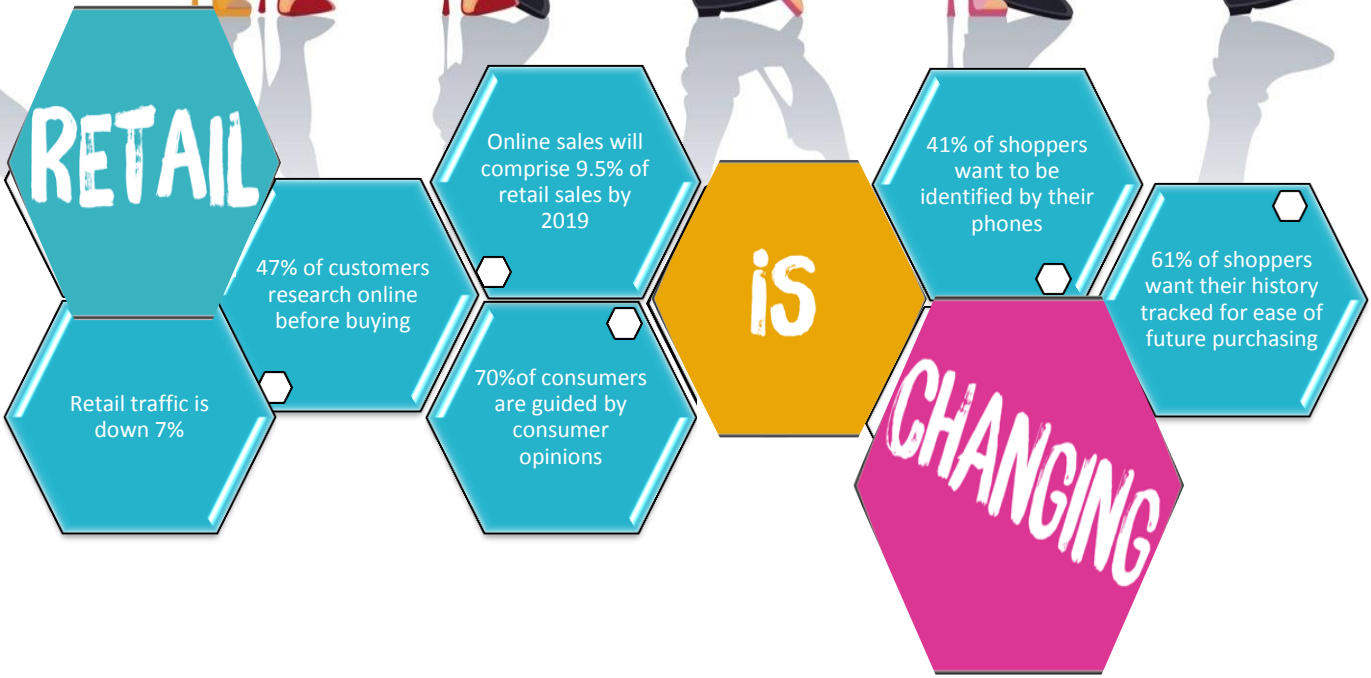 RETAIL
Retail traffic is
down 7%
47% of customers
research online
before buying
Online sales will
comprise 9.5% of
retail sales by
2019
70%of consumers
are guided by
consumer
opinions
iS
41% of shoppers
want to be
identified by their
phones
CHANGING
61% of shoppers
want their history
tracked for ease of
future purchasing